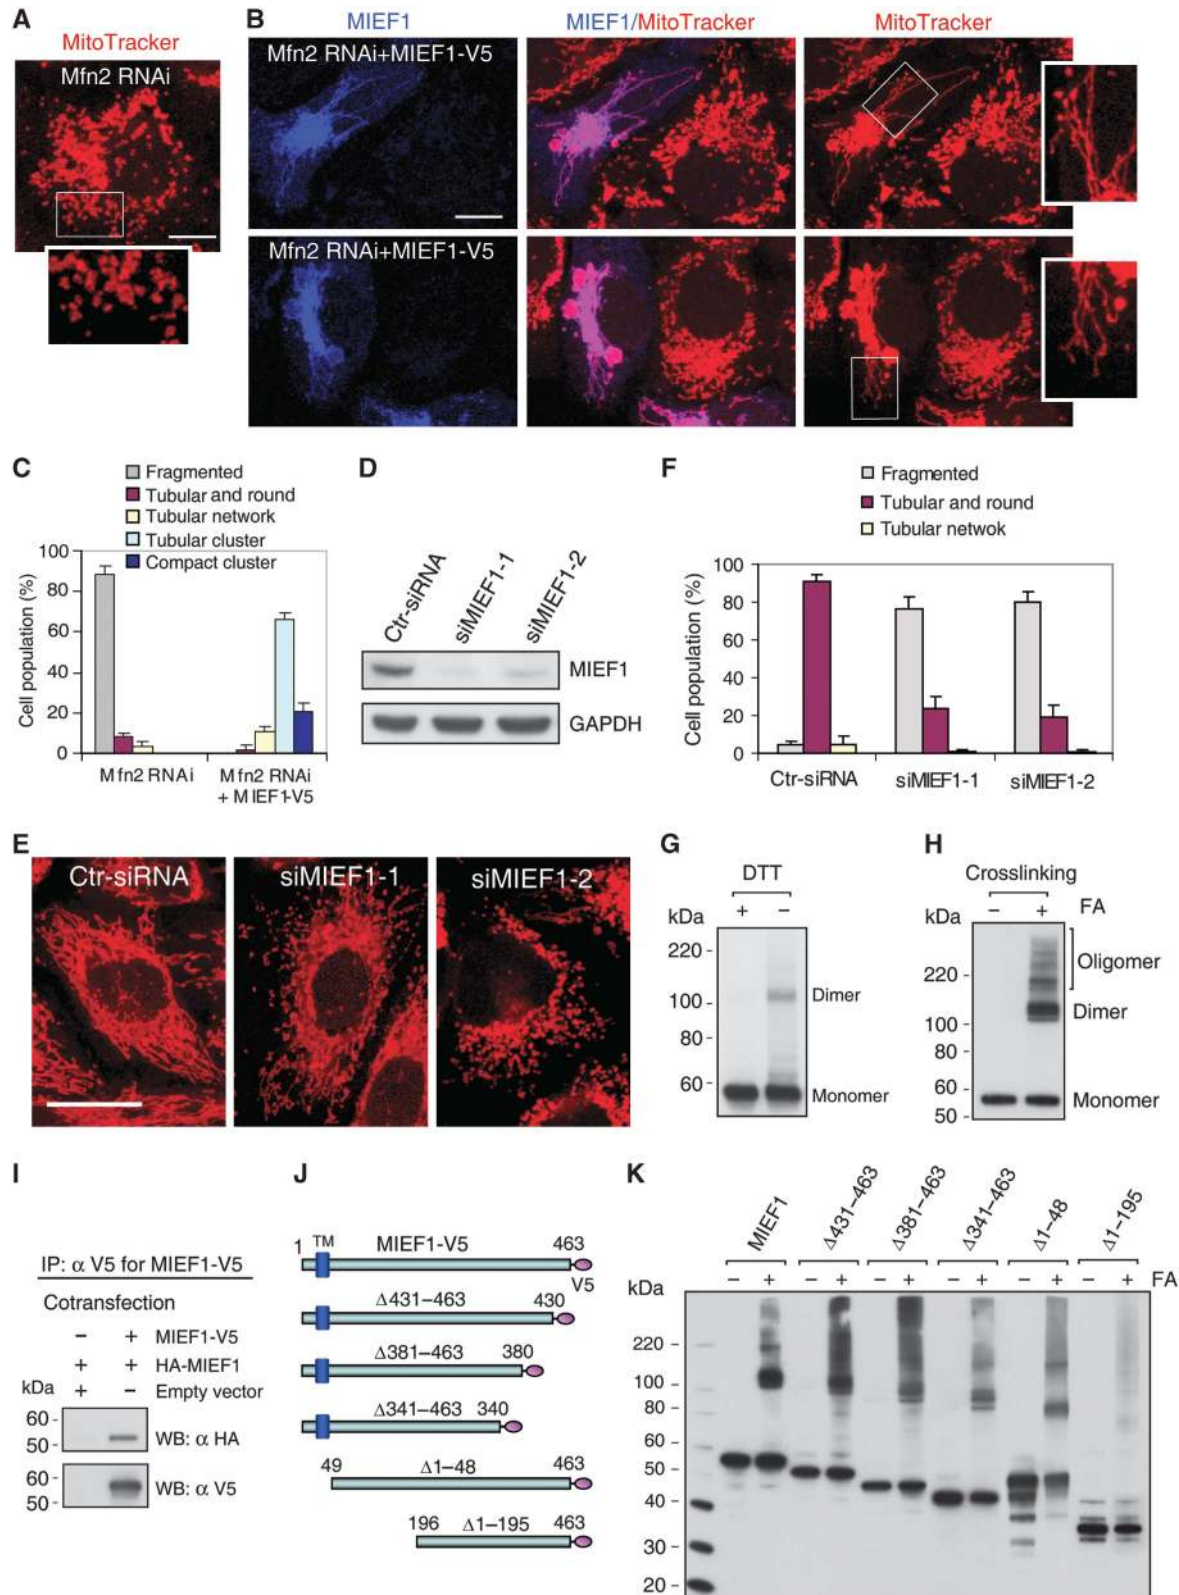 A
MitoTracker
Mfn2 RNAi
B
MIEF1
MIEF1/MitoTracker
MitoTracker
Mfn2 RNAi+MIEF1-V5
Mfn2 RNAi+MIEF1-V5
C
Fragmented
Tubular and round
Tubular network
Tubular cluster
Compact cluster
Cell population (%)
100
80
60
40
20
0
Mfn2 RNAi
Mfn2 RNAi
+ MIEF1-V5
D
Ctr-siRNA
siMIEF1-1
siMIEF1-2
MIEF1
GAPDH
F
Fragmented
Tubular and round
Tubular netwok
Cell population (%)
100
80
60
40
20
0
Ctr-siRNA
siMIEF1-1
siMIEF1-2
E
Ctr-siRNA
siMIEF1-1
siMIEF1-2
G
DTT
kDa + −
220
100
80
60
Dimer
Monomer
H
Crosslinking
kDa − + FA
220
100
60
50
Oligomer
Dimer
Monomer
I
IP: α V5 for MIEF1-V5
Cotransfection
− + MIEF1-V5
+ + HA-MIEF1
kDa + − Empty vector
60
50
WB: α HA
60
50
WB: α V5
J
1 TM MIEF1-V5 463
V5
Δ431–463 430
Δ381–463 380
Δ341–463 340
49 Δ1–48 463
196 Δ1–195 463
K
MIEF1
Δ431–463
Δ381–463
Δ341–463
Δ1–48
Δ1–195
− + − + − + − + − + − + FA
kDa
220
100
80
60
50
40
30
20